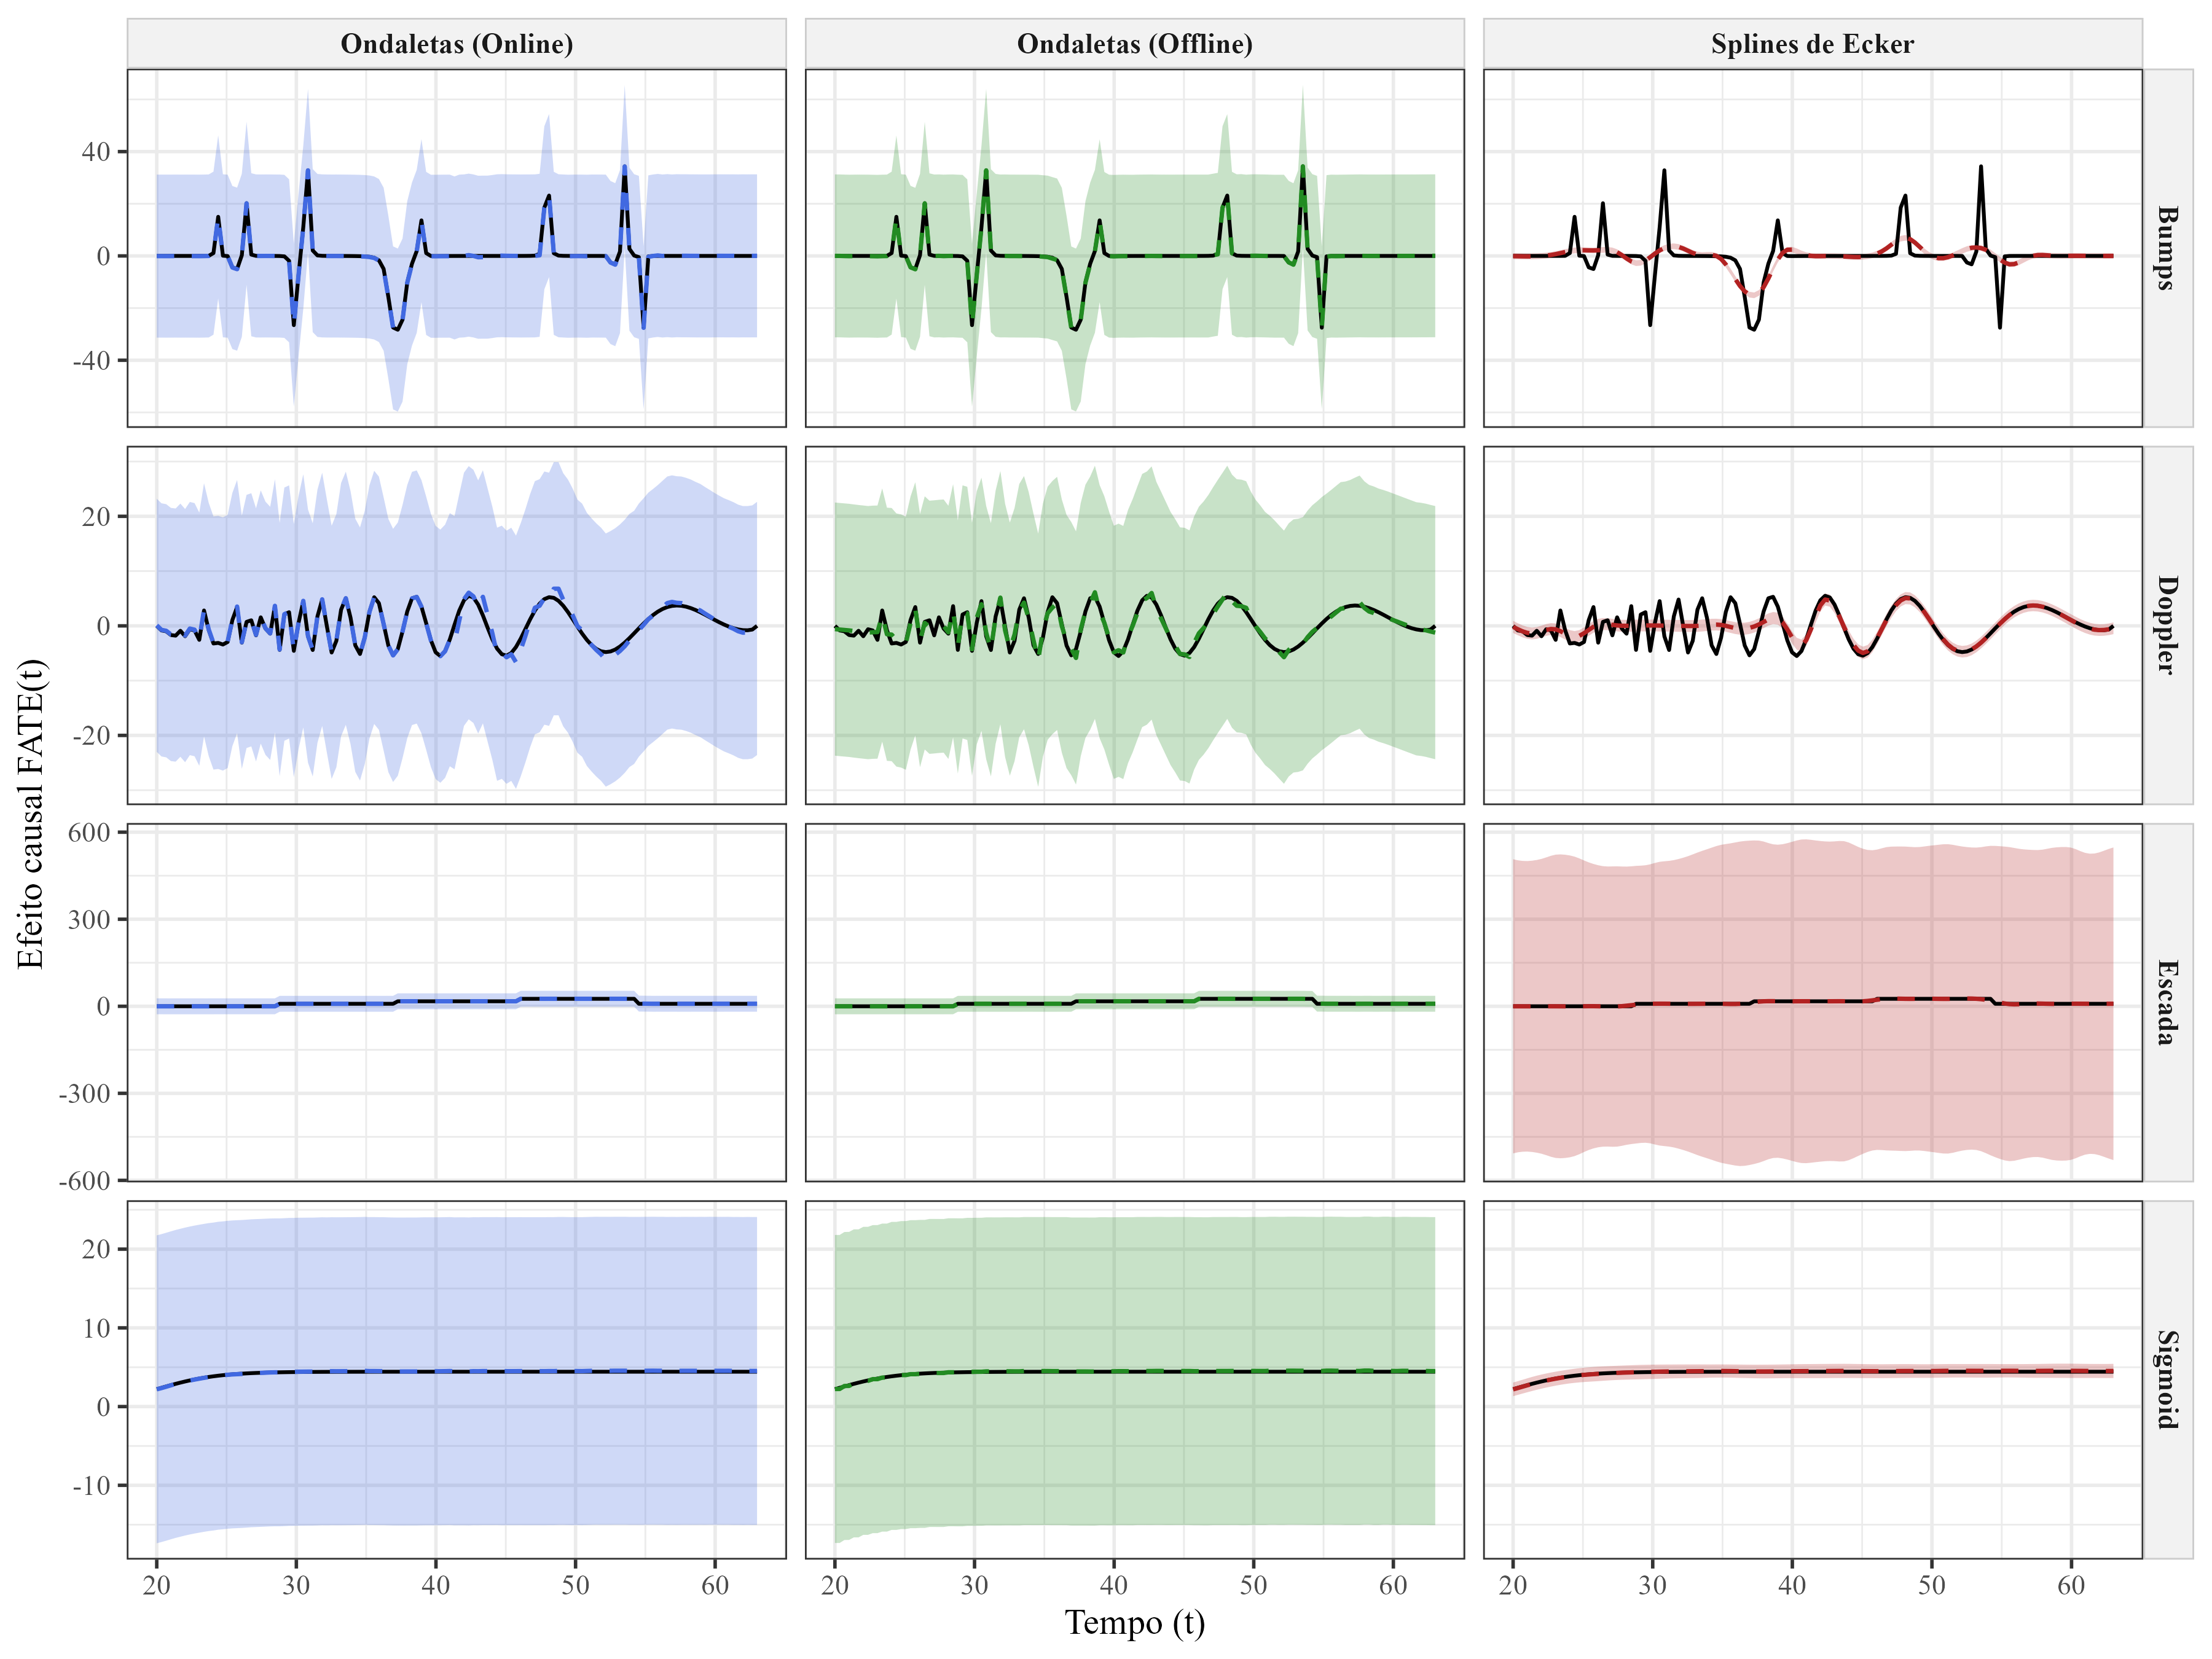 Ondaletas (Online)
Ondaletas (Offline)
Splines de Ecker
Efeito causal FATE(t)
40
0
-40
Bumps
20
0
-20
Doppler
600
300
0
-300
-600
Escada
20
10
0
-10
Sigmoid
20 30 40 50 60
20 30 40 50 60
20 30 40 50 60
Tempo (t)